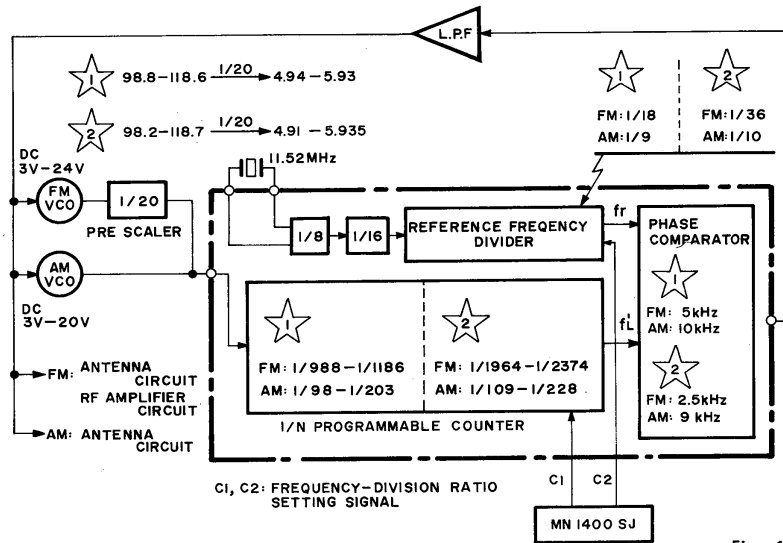 L.P.F
1
98.8-118.6 1/20 4.94-5.93
2
98.2-118.7 1/20 4.91-5.935
1
2
FM:1/18
FM:1/36
AM:1/9
AM:1/10
DC
3V-24V
11.52MHz
FM
VCO
1/20
PRE SCALER
1/8
1/16
REFERENCE FREQENCY
DIVIDER
fr
PHASE
COMPARATOR
1
FM: 5kHz
AM: 10kHz
2
FM: 2.5kHz
AM: 9 kHz
AM
VCO
DC
3V-20V
1
2
FM: 1/988-1/1186
FM: 1/1964-1/2374
AM: 1/98-1/203
AM: 1/109-1/228
f'L
FM: ANTENNA
CIRCUIT
RF AMPLIFIER
CIRCUIT
AM: ANTENNA
CIRCUIT
1/N PROGRAMMABLE COUNTER
C1, C2: FREQUENCY-DIVISION RATIO
SETTING SIGNAL
C1
C2
MN 1400 SJ